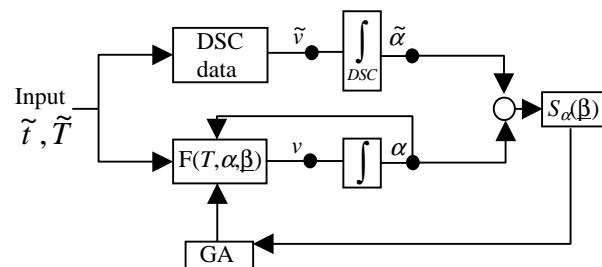 DSC
data
ṽ
∫
DSC
α̃
Input
t̃ , T̃
F(T,α,β̲)
v
∫
α
S_α(β̲)
GA